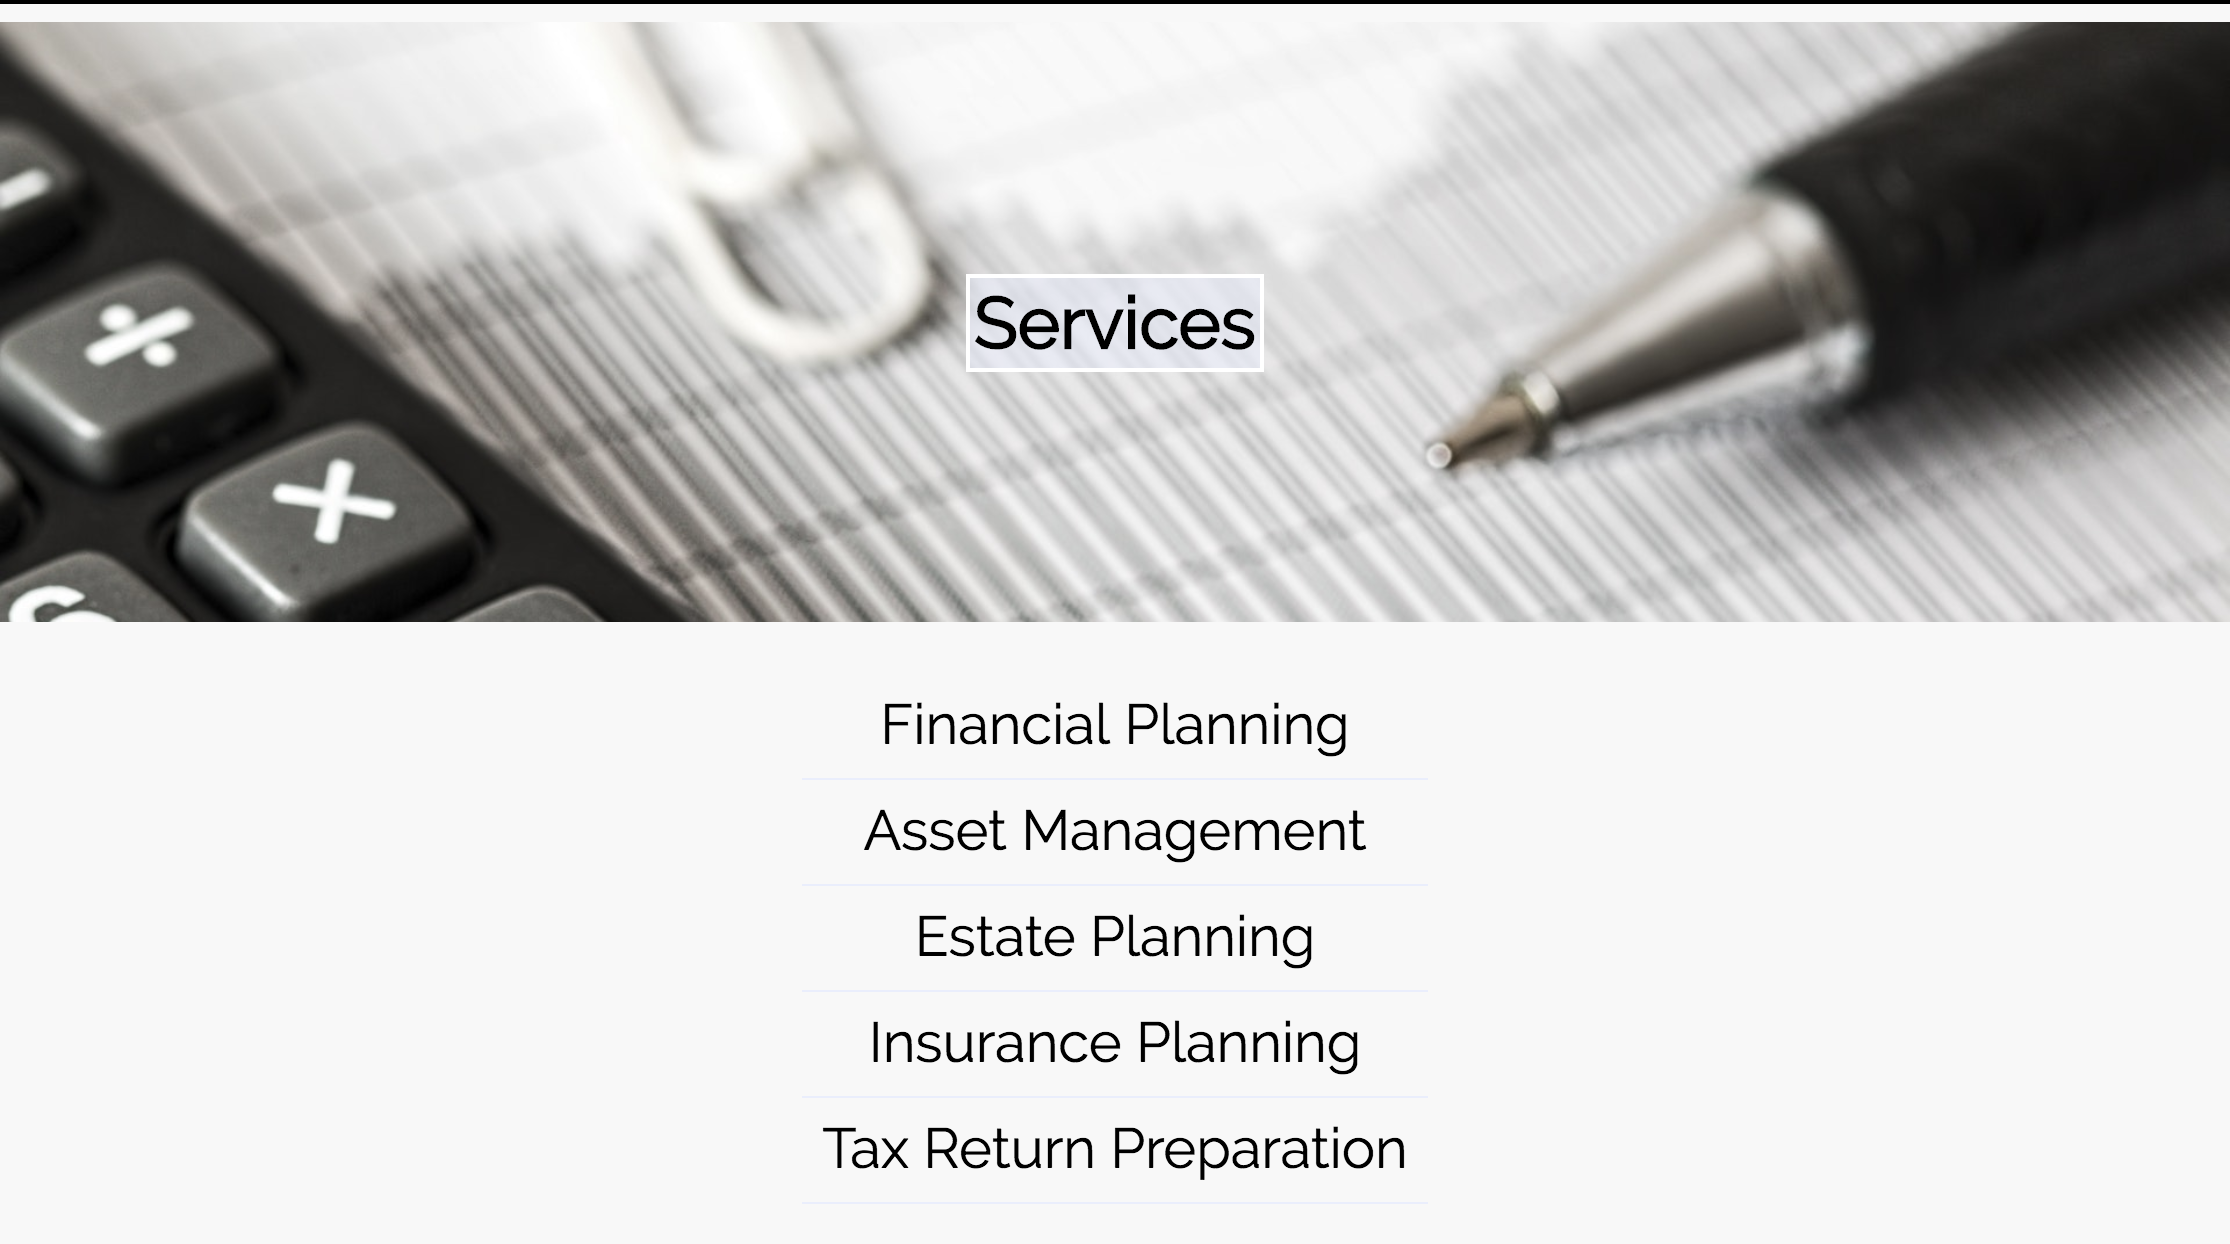 Services
Financial Planning
Asset Management
Estate Planning
Insurance Planning
Tax Return Preparation